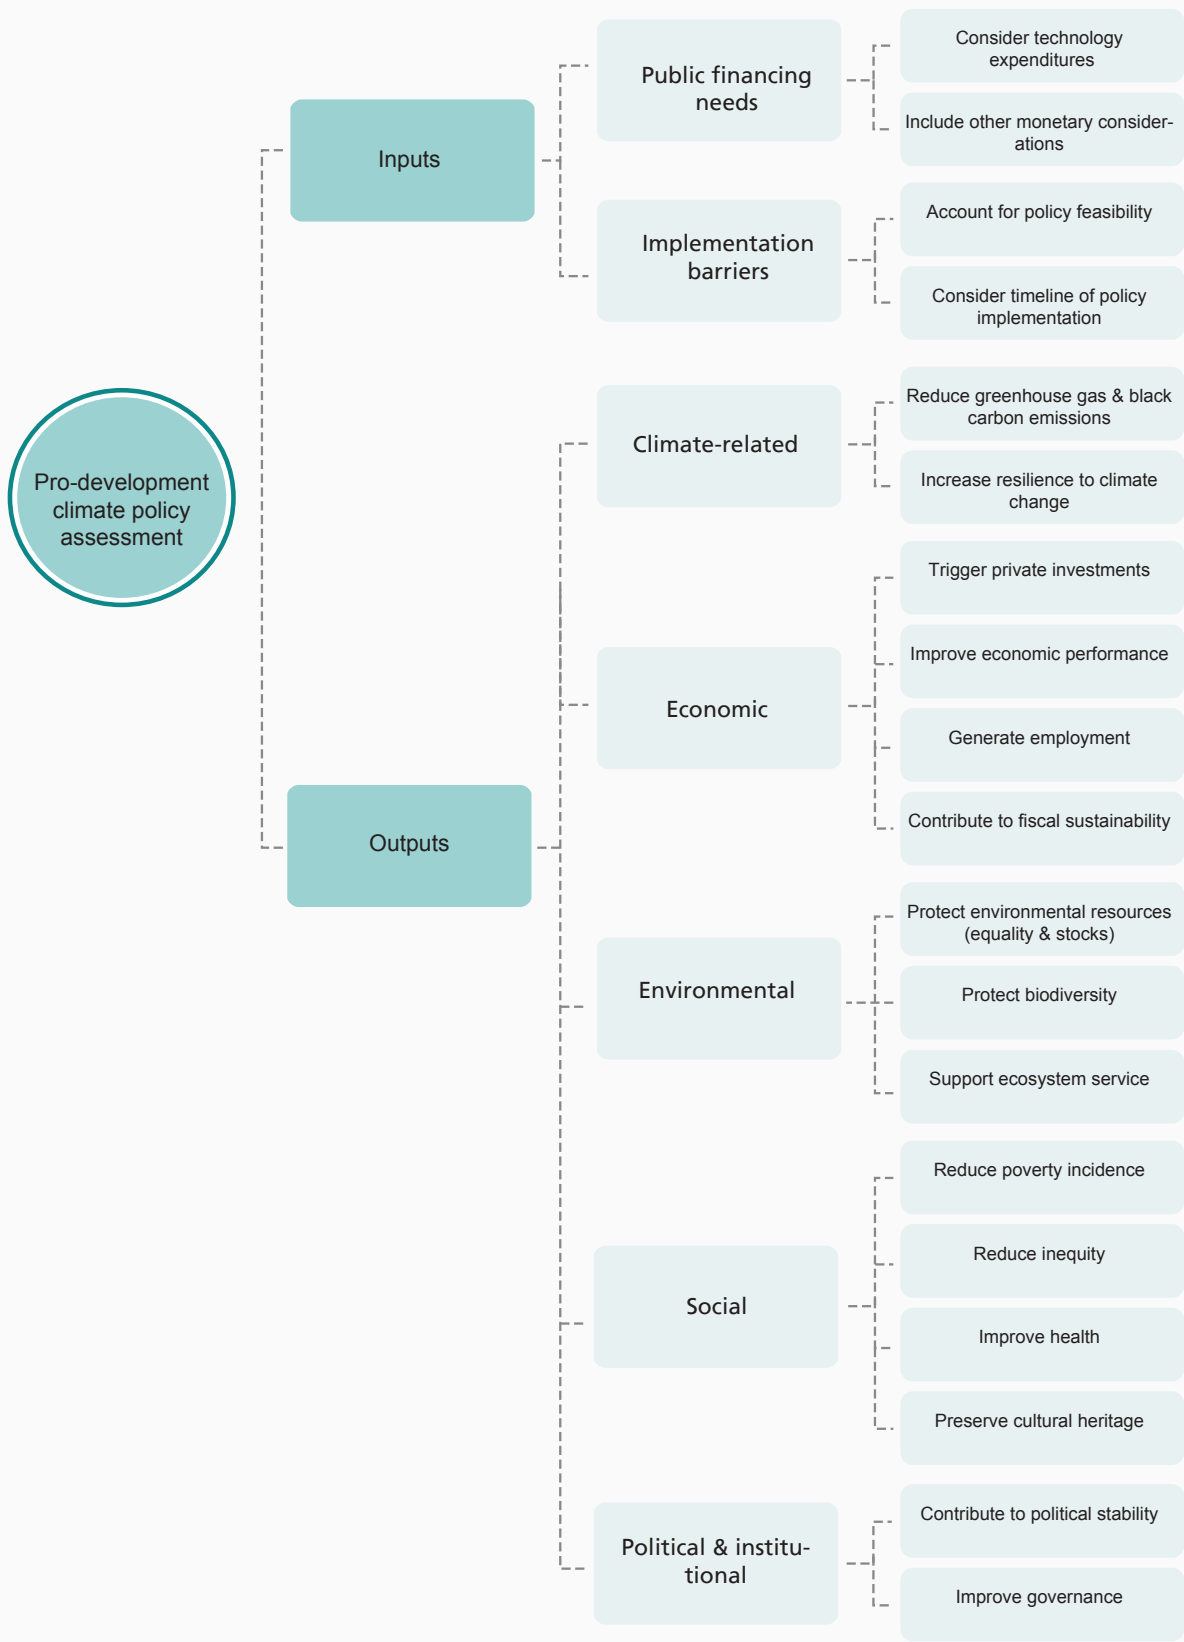 Pro-development
climate policy
assessment
Inputs
Public financing
needs
Consider technology
expenditures
Include other monetary consider-
ations
Implementation
barriers
Account for policy feasibility
Consider timeline of policy
implementation
Outputs
Climate-related
Reduce greenhouse gas & black
carbon emissions
Increase resilience to climate
change
Economic
Trigger private investments
Improve economic performance
Generate employment
Contribute to fiscal sustainability
Environmental
Protect environmental resources
(equality & stocks)
Protect biodiversity
Support ecosystem service
Social
Reduce poverty incidence
Reduce inequity
Improve health
Preserve cultural heritage
Political & institu-
tional
Contribute to political stability
Improve governance